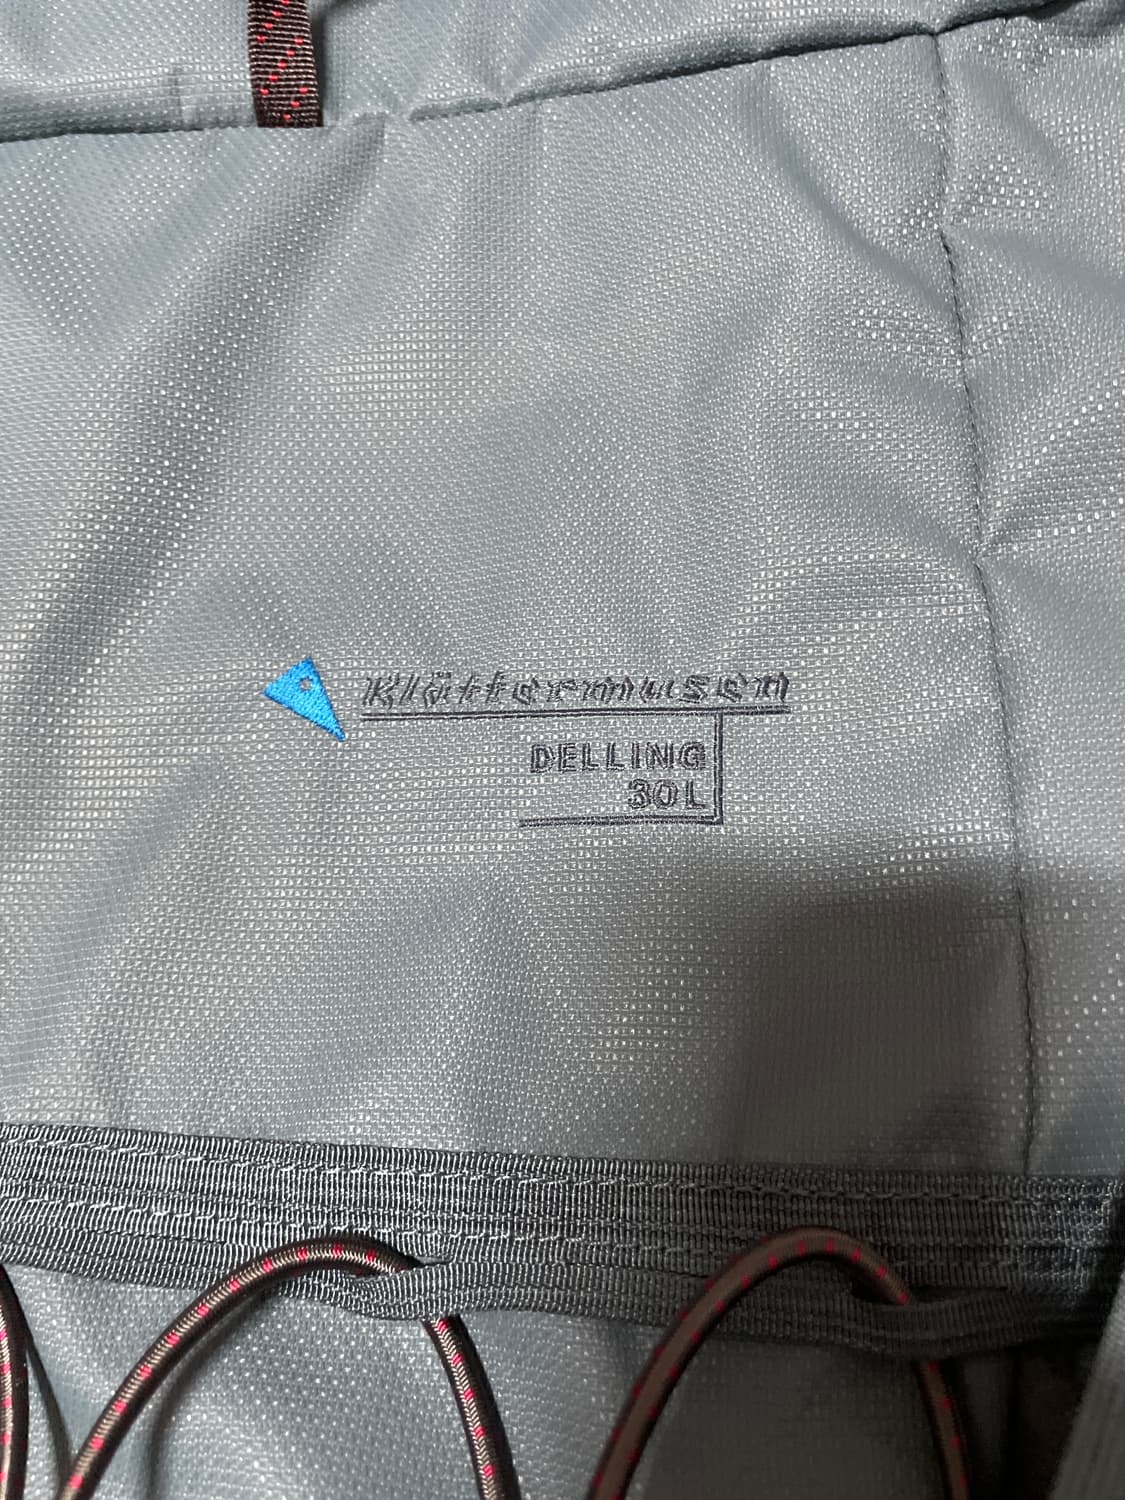 Klättermusen
DELLING
30L